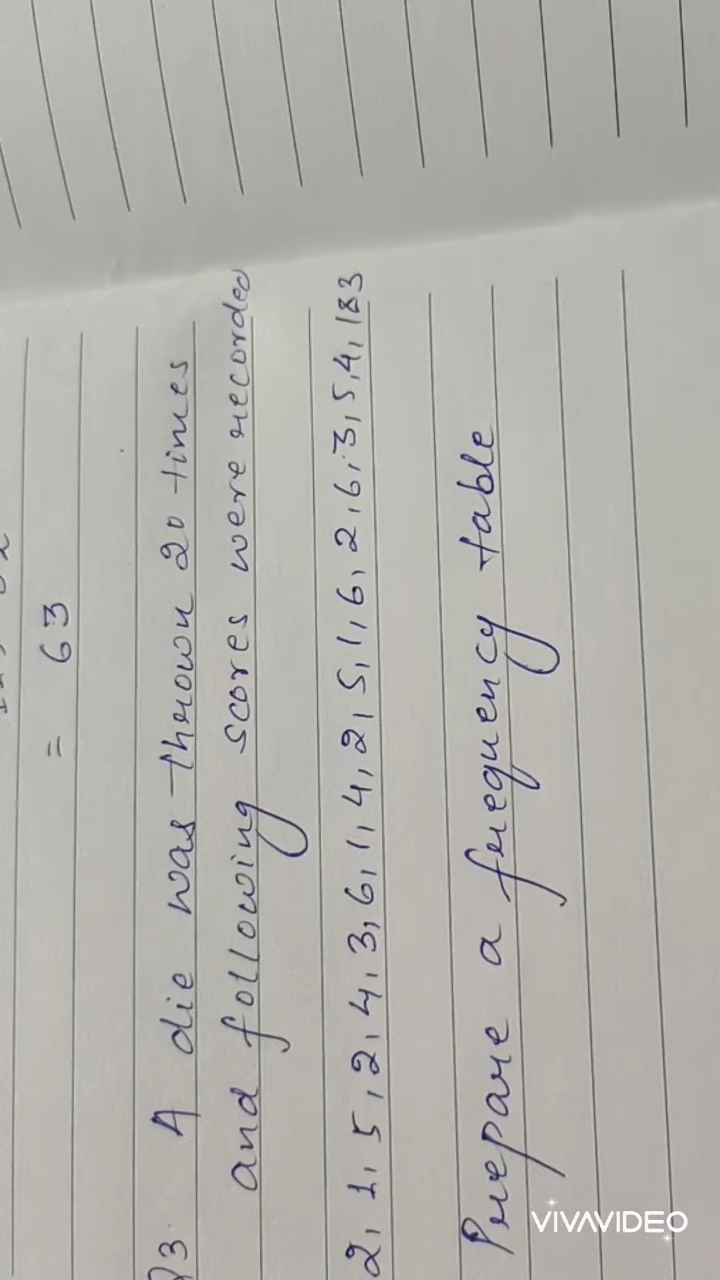 = 63
Q3. A die was thrown 20 times
and following scores were recorded
2, 1, 5, 2, 4, 3, 6, 1, 4, 2, 5, 1, 6, 2, 6, 3, 5, 4, 1 & 3
Prepare a frequency table
VIVAVIDEO